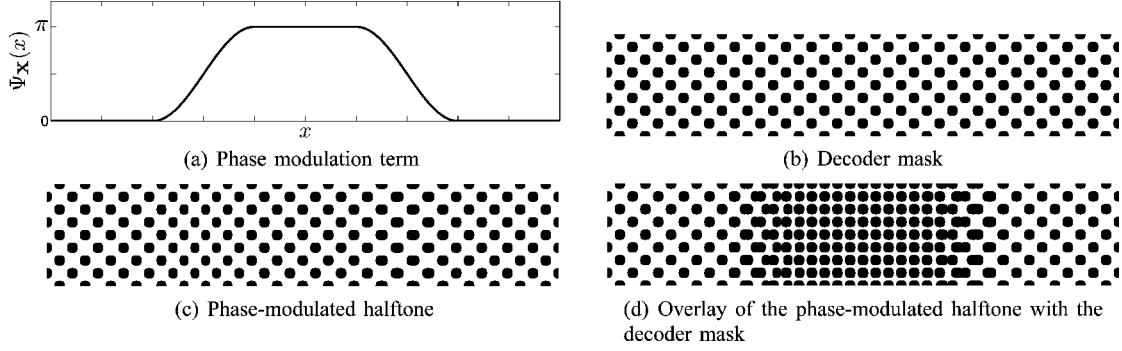 π
Ψ_X(x)
0
x
(a) Phase modulation term
(b) Decoder mask
(c) Phase-modulated halftone
(d) Overlay of the phase-modulated halftone with the
decoder mask